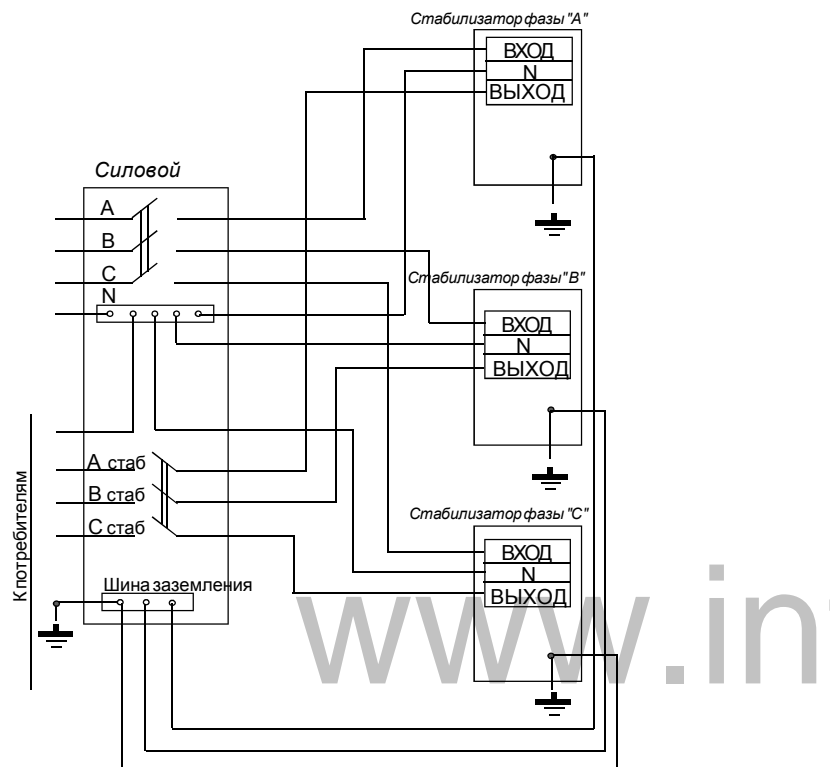 Стабилизатор фазы "А"
ВХОД
N
ВЫХОД
Силовой
А
В
С
N
Стабилизатор фазы"В"
ВХОД
N
ВЫХОД
А стаб
В стаб
С стаб
К потребителям
Стабилизатор фазы "С"
ВХОД
N
ВЫХОД
Шина заземления
www.in